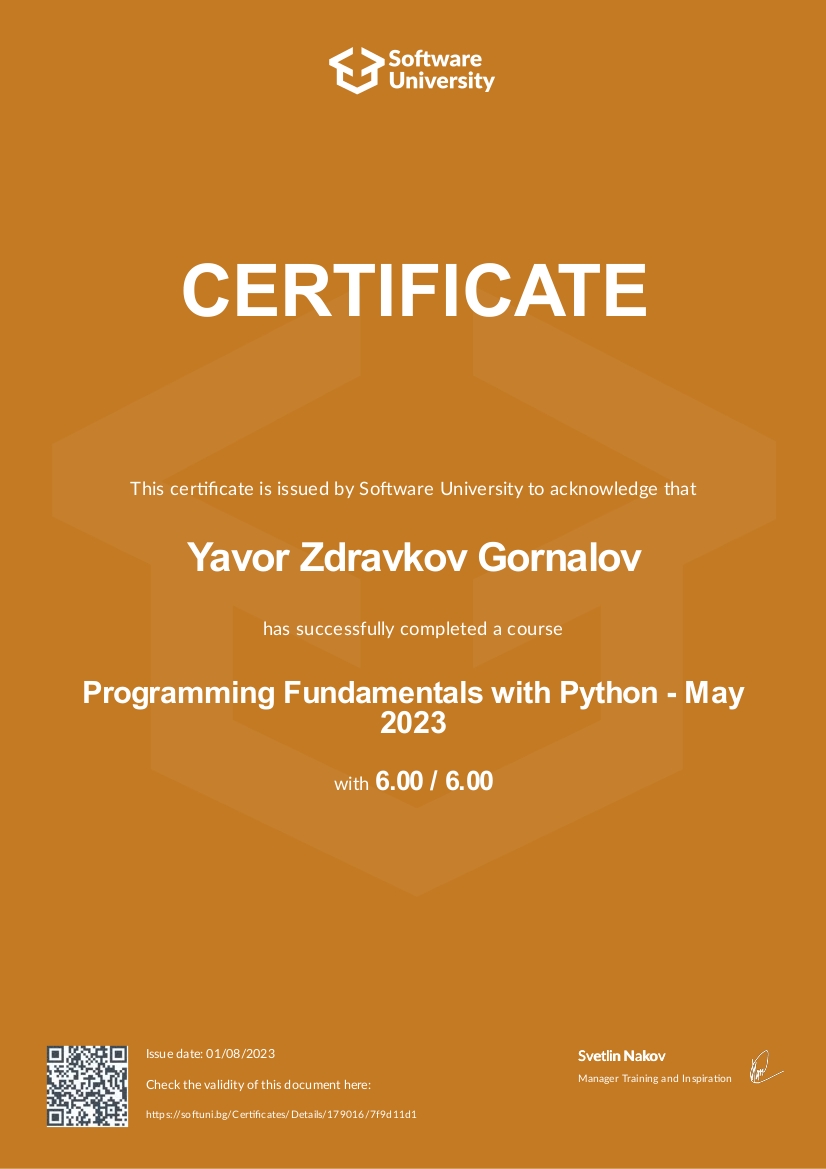 Software
University
CERTIFICATE
This certificate is issued by Software University to acknowledge that
Yavor Zdravkov Gornalov
has successfully completed a course
Programming Fundamentals with Python - May
2023
with 6.00 / 6.00
Issue date: 01/08/2023
Check the validity of this document here:
https://softuni.bg/Certificates/Details/179016/7f9d11d1
Svetlin Nakov
Manager Training and Inspiration